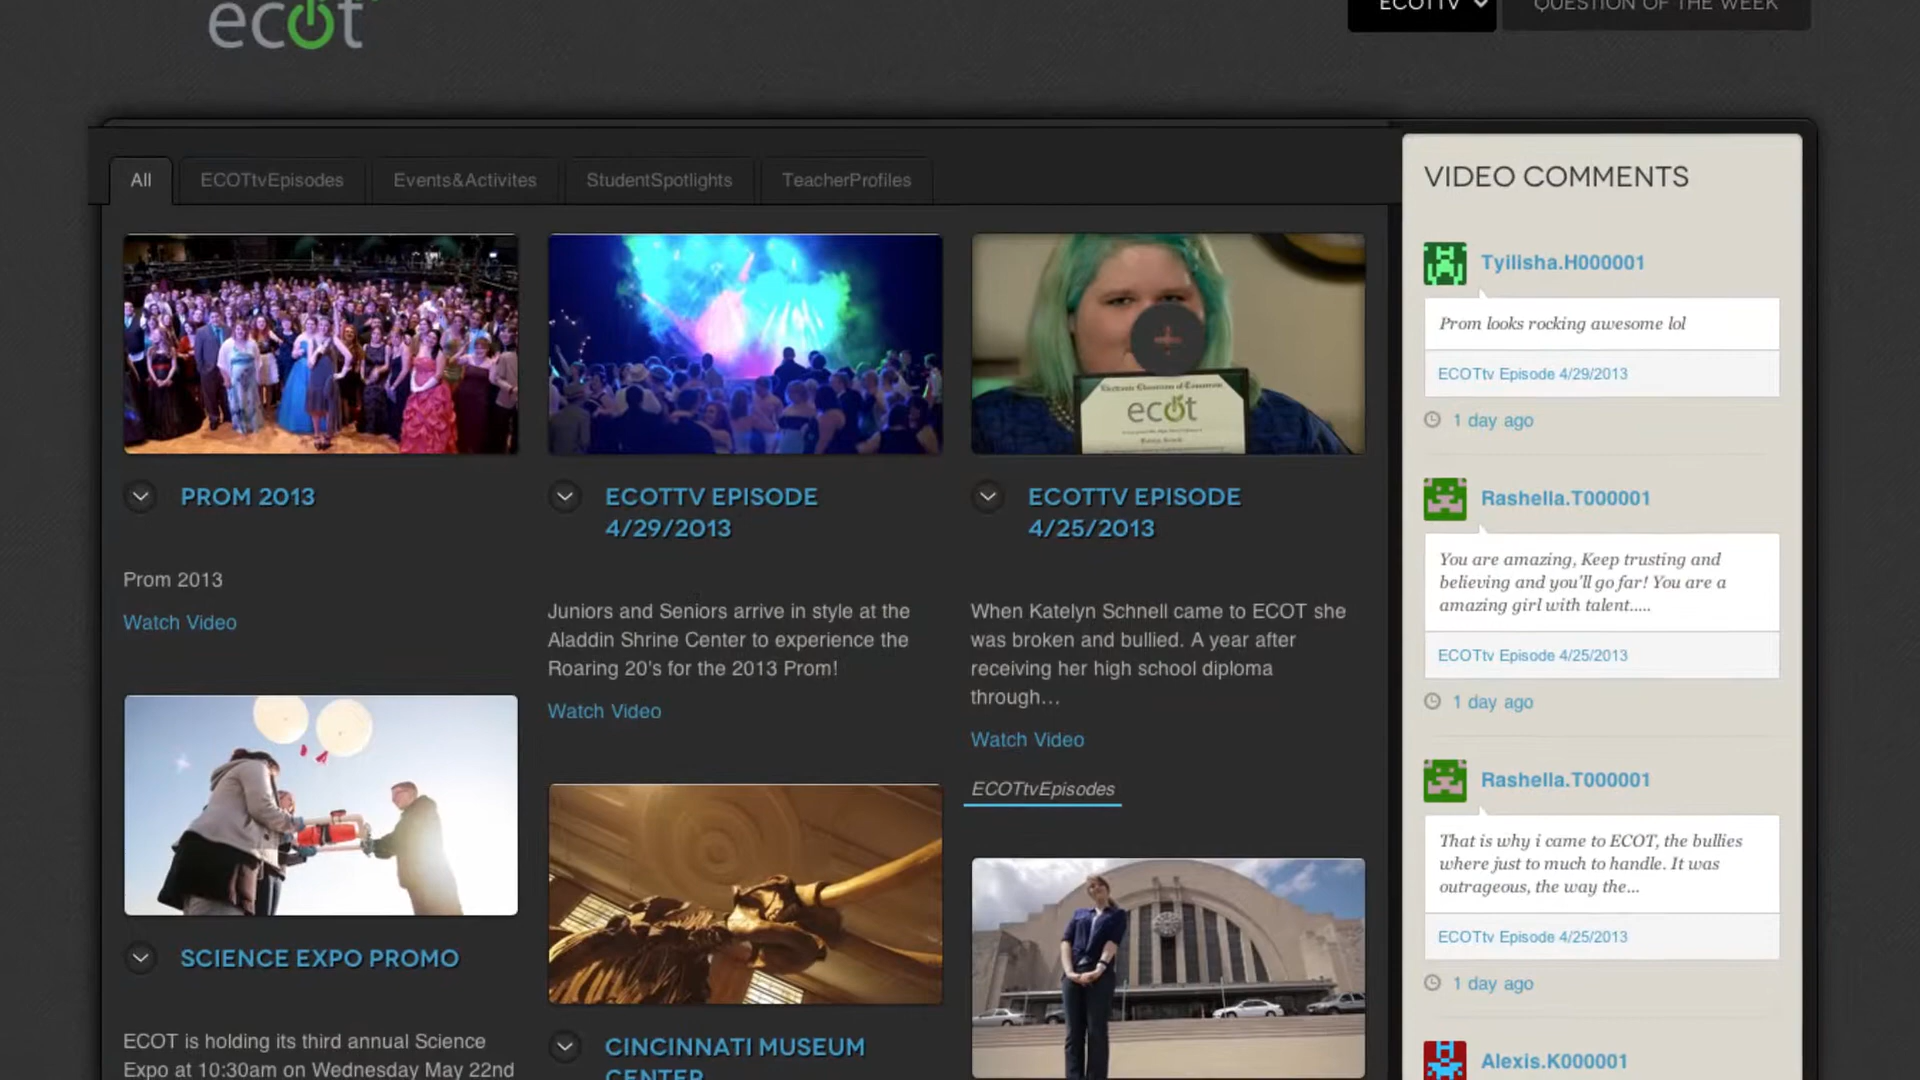 ecot
ECOTTV
QUESTION OF THE WEEK
All
ECOTtvEpisodes
Events&Activites
StudentSpotlights
TeacherProfiles
PROM 2013
Prom 2013
Watch Video
ECOTTV EPISODE
4/29/2013
Juniors and Seniors arrive in style at the
Aladdin Shrine Center to experience the
Roaring 20's for the 2013 Prom!
Watch Video
ecot
ECOTTV EPISODE
4/25/2013
When Katelyn Schnell came to ECOT she
was broken and bullied. A year after
receiving her high school diploma
through...
Watch Video
ECOTtvEpisodes
SCIENCE EXPO PROMO
ECOT is holding its third annual Science
Expo at 10:30am on Wednesday May 22nd
CINCINNATI MUSEUM
CENTER
VIDEO COMMENTS
Tyilisha.H000001
Prom looks rocking awesome lol
ECOTtv Episode 4/29/2013
1 day ago
Rashella.T000001
You are amazing, Keep trusting and
believing and you'll go far! You are a
amazing girl with talent.....
ECOTtv Episode 4/25/2013
1 day ago
Rashella.T000001
That is why i came to ECOT, the bullies
where just to much to handle. It was
outrageous, the way the...
ECOTtv Episode 4/25/2013
1 day ago
Alexis.K000001